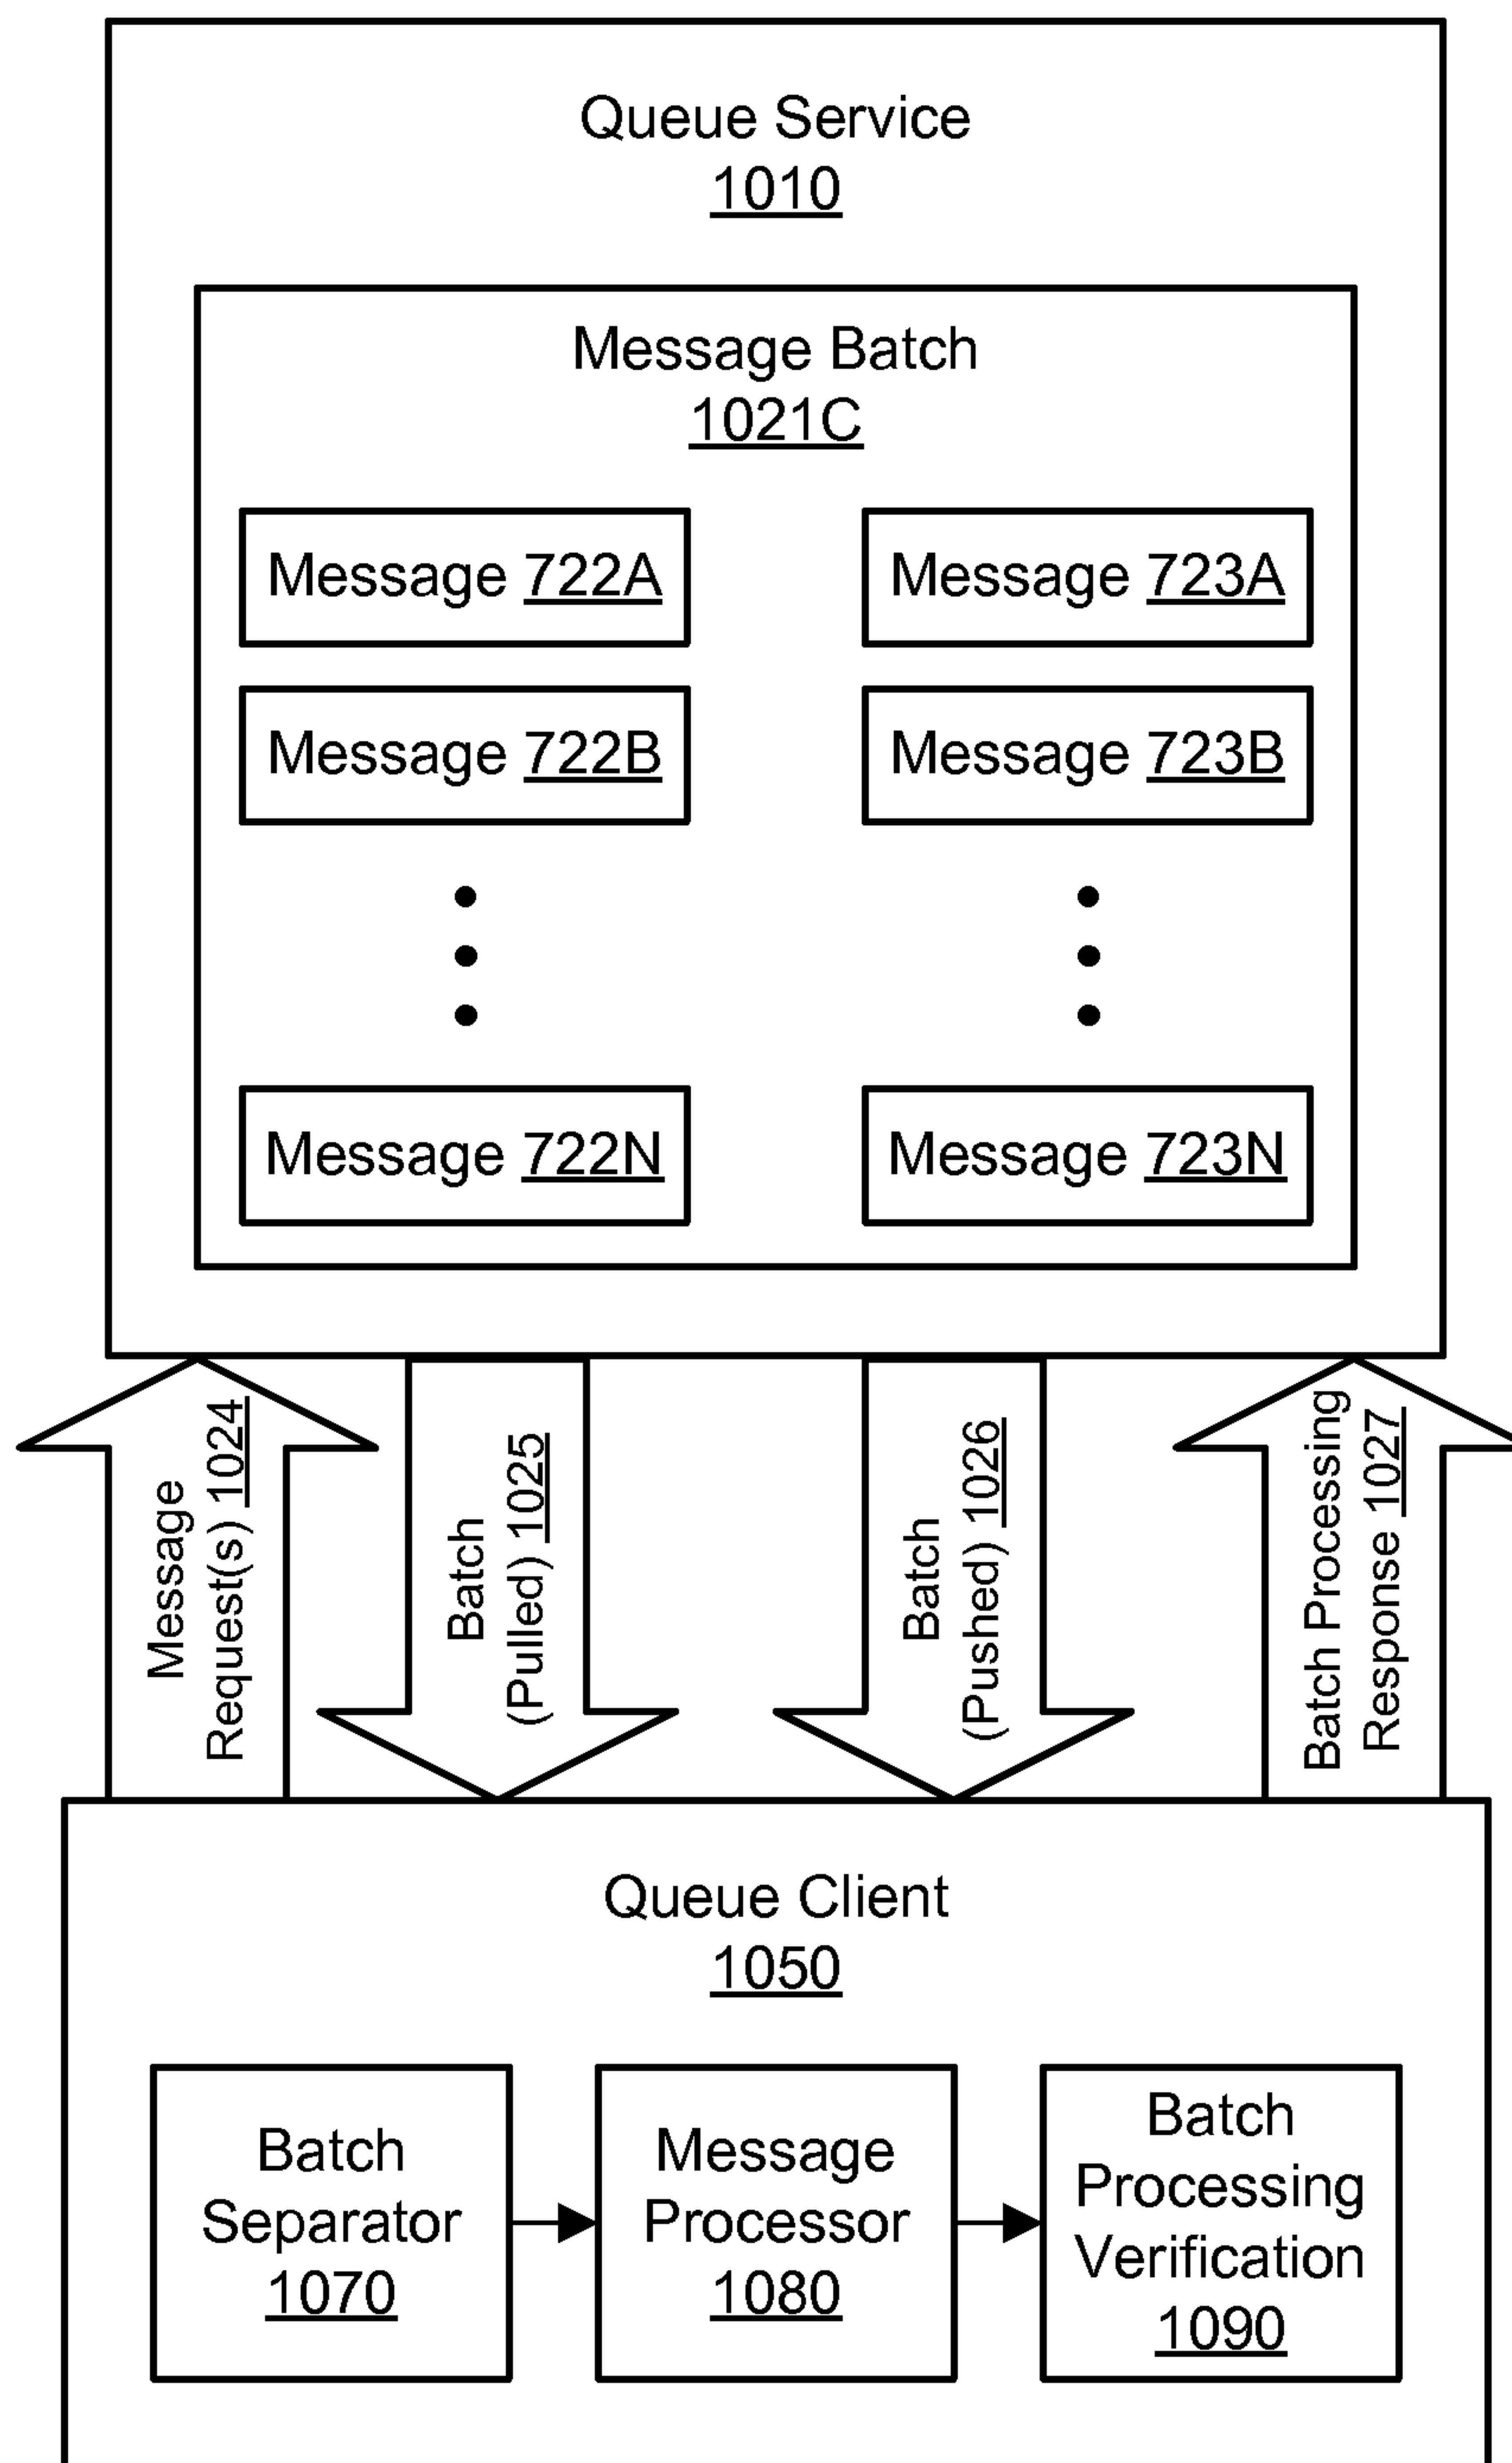 Queue Service
1010
Message Batch
1021C
Message 722A
Message 723A
Message 722B
Message 723B
Message 722N
Message 723N
Message
Request(s) 1024
Batch
(Pulled) 1025
Batch
(Pushed) 1026
Batch Processing
Response 1027
Queue Client
1050
Batch
Separator
1070
Message
Processor
1080
Batch
Processing
Verification
1090